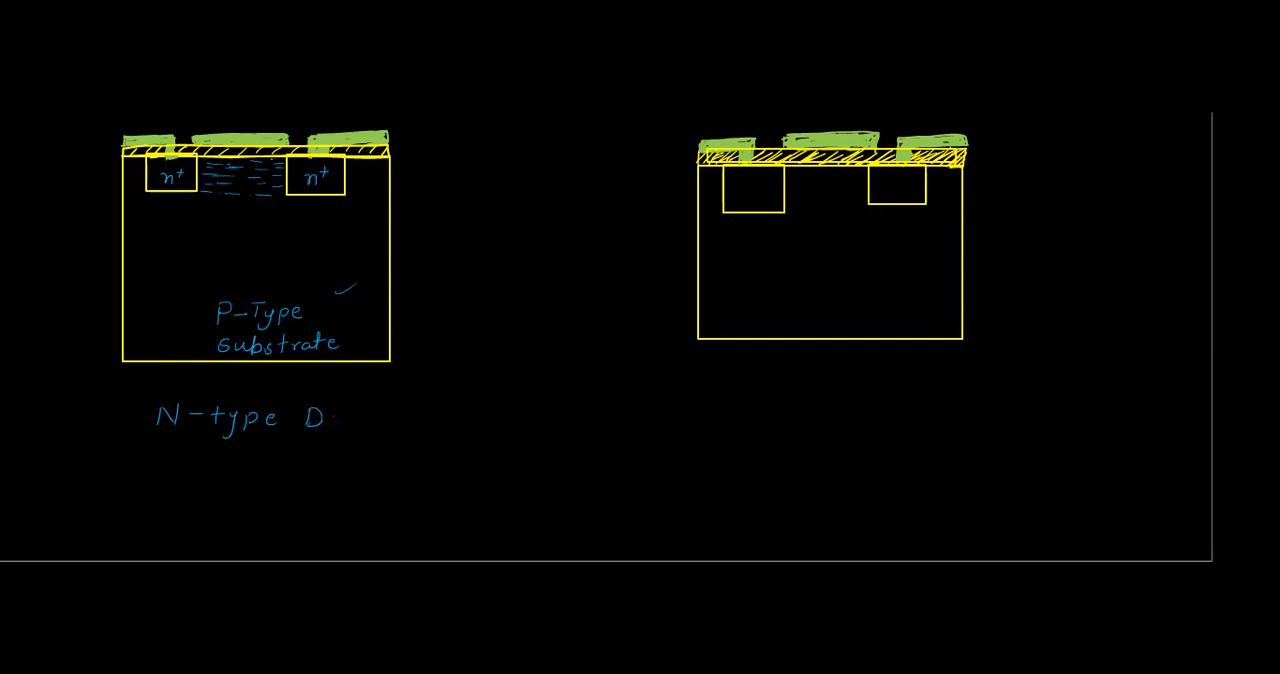 n+ n+
P-Type
Substrate
N-type D